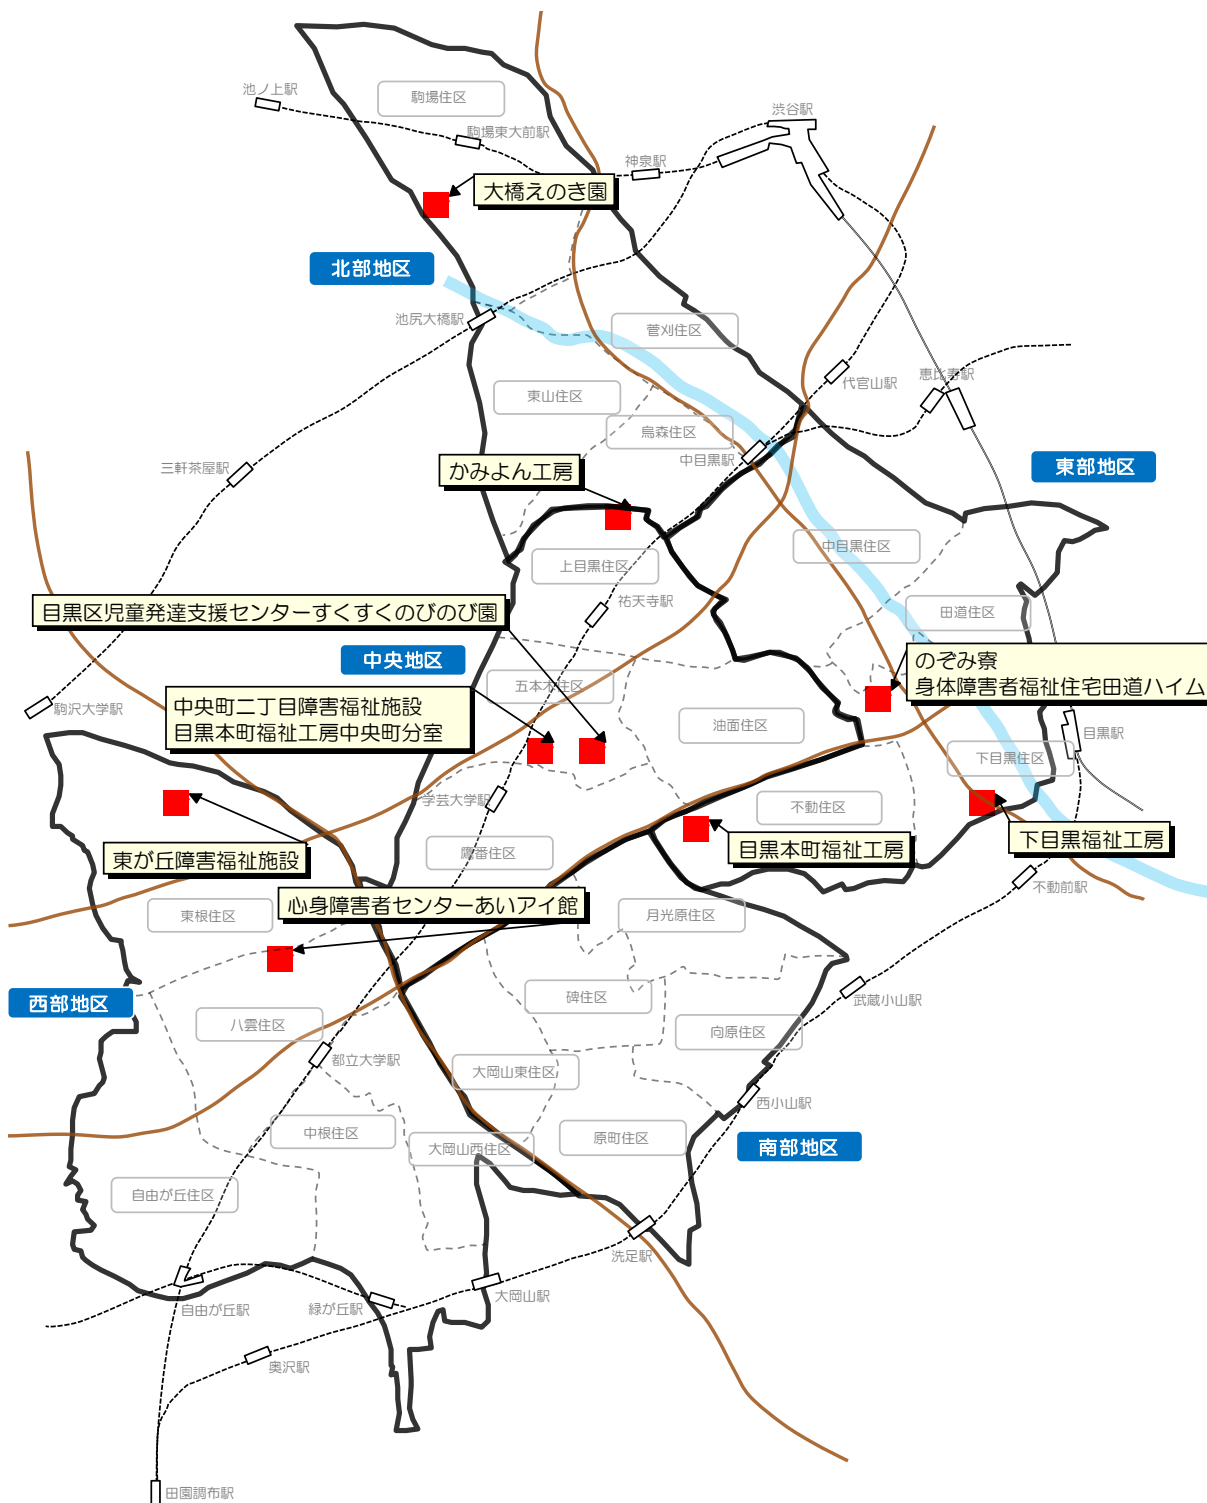 池ノ上駅
駒場住区
渋谷駅
駒場東大前駅
神泉駅
大橋えのき園
北部地区
池尻大橋駅
菅刈住区
代官山駅
恵比寿駅
東山住区
烏森住区
中目黒駅
三軒茶屋駅
かみよん工房
東部地区
中目黒住区
上目黒住区
祐天寺駅
目黒区児童発達支援センターすくすくのびのび園
田道住区
中央地区
のぞみ寮
身体障害者福祉住宅田道ハイム
五本木住区
駒沢大学駅
中央町二丁目障害福祉施設
目黒本町福祉工房中央町分室
油面住区
目黒駅
下目黒住区
学芸大学駅
不動住区
下目黒福祉工房
目黒本町福祉工房
東が丘障害福祉施設
鷹番住区
不動前駅
心身障害者センターあいアイ館
東根住区
月光原住区
西部地区
碑住区
武蔵小山駅
八雲住区
向原住区
都立大学駅
大岡山東住区
西小山駅
中根住区
大岡山西住区
原町住区
南部地区
自由が丘住区
洗足駅
大岡山駅
自由が丘駅
緑が丘駅
奥沢駅
田園調布駅